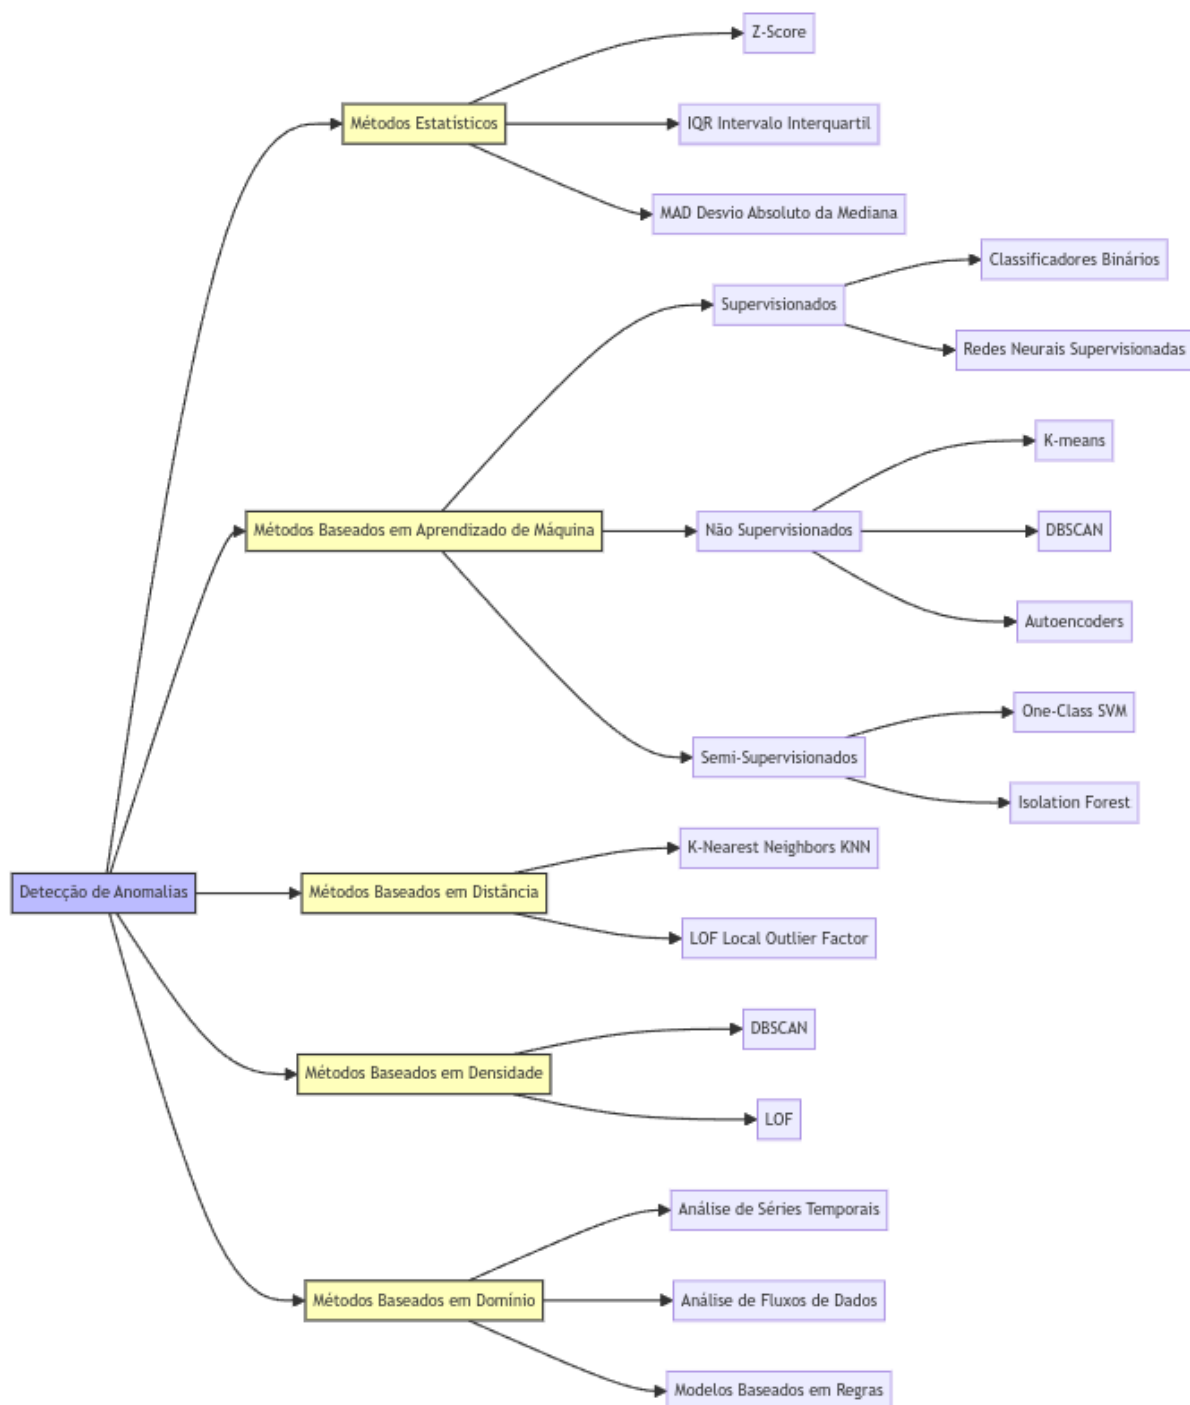 Z-Score
Métodos Estatísticos
IQR Intervalo Interquartil
MAD Desvio Absoluto da Mediana
Classificadores Binários
Supervisionados
Redes Neurais Supervisionadas
K-means
Métodos Baseados em Aprendizado de Máquina
Não Supervisionados
DBSCAN
Autoencoders
One-Class SVM
Semi-Supervisionados
Isolation Forest
K-Nearest Neighbors KNN
Detecção de Anomalias
Métodos Baseados em Distância
LOF Local Outlier Factor
DBSCAN
Métodos Baseados em Densidade
LOF
Análise de Séries Temporais
Métodos Baseados em Domínio
Análise de Fluxos de Dados
Modelos Baseados em Regras